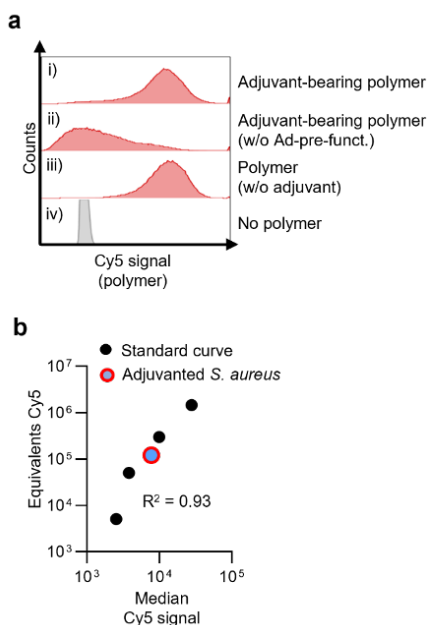 a
i)
Adjuvant-bearing polymer
ii)
Adjuvant-bearing polymer
(w/o Ad-pre-funct.)
iii)
Polymer
(w/o adjuvant)
iv)
No polymer
Counts
Cy5 signal
(polymer)
b
Standard curve
Adjuvanted S. aureus
10⁷
10⁶
10⁵
10⁴
10³
Equivalents Cy5
R² = 0.93
10³ 10⁴ 10⁵
Median
Cy5 signal